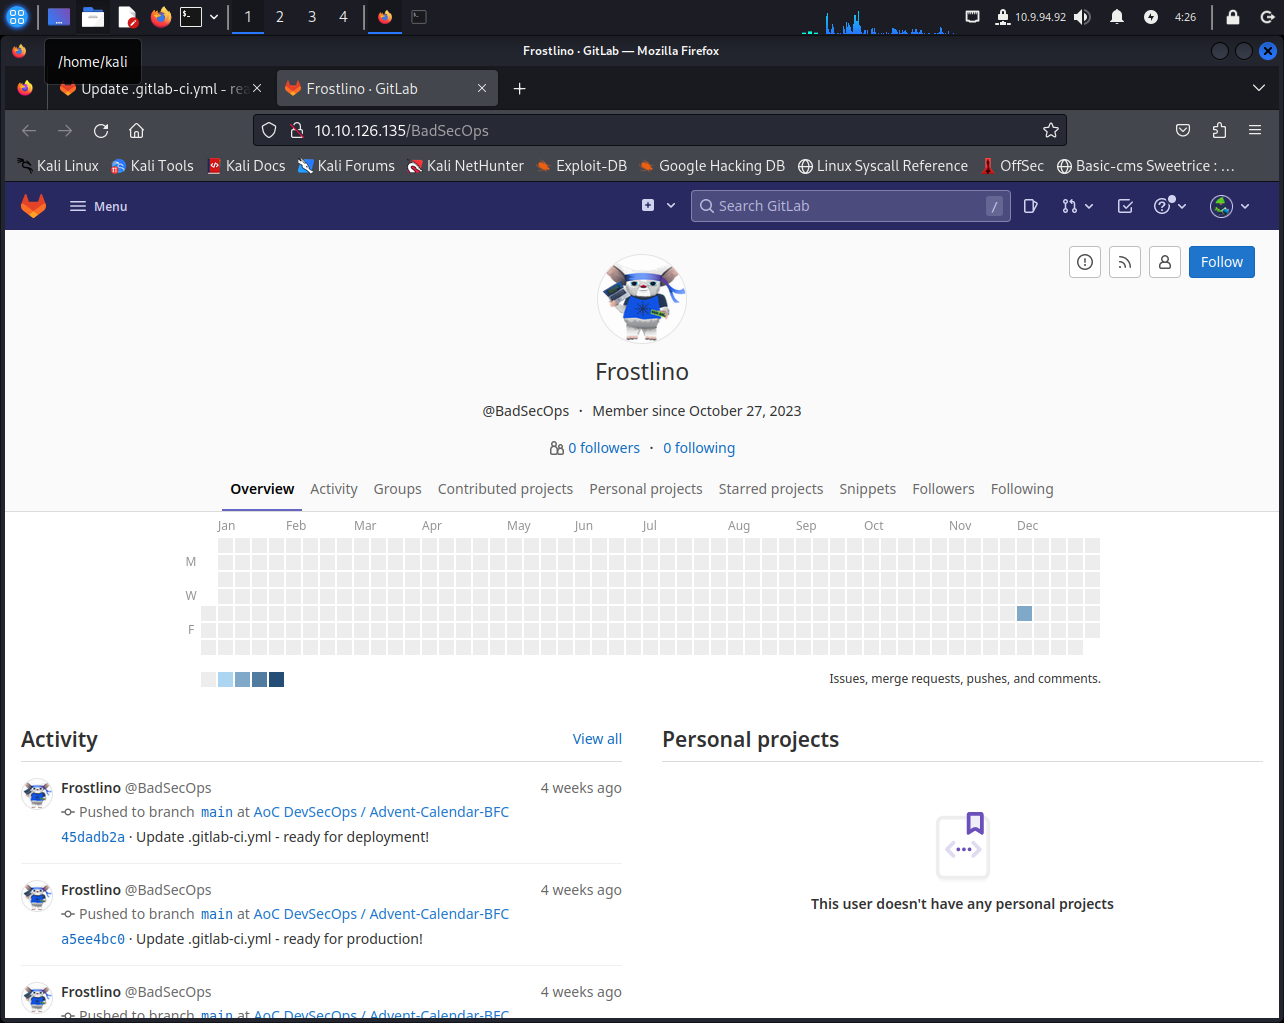 1 2 3 4 10.9.94.92 4:26
Frostlino · GitLab — Mozilla Firefox
/home/kali
Update .gitlab-ci.yml - rea
Frostlino · GitLab
10.10.126.135/BadSecOps
Kali Linux Kali Tools Kali Docs Kali Forums Kali NetHunter Exploit-DB Google Hacking DB Linux Syscall Reference OffSec Basic-cms Sweetrice : ...
Menu Search GitLab /
Follow
Frostlino
@BadSecOps · Member since October 27, 2023
0 followers · 0 following
Overview Activity Groups Contributed projects Personal projects Starred projects Snippets Followers Following
Jan Feb Mar Apr May Jun Jul Aug Sep Oct Nov Dec
M
W
F
Issues, merge requests, pushes, and comments.
Activity View all
Frostlino @BadSecOps 4 weeks ago
Pushed to branch main at AoC DevSecOps / Advent-Calendar-BFC
45dadb2a · Update .gitlab-ci.yml - ready for deployment!
Frostlino @BadSecOps 4 weeks ago
Pushed to branch main at AoC DevSecOps / Advent-Calendar-BFC
a5ee4bc0 · Update .gitlab-ci.yml - ready for production!
Frostlino @BadSecOps 4 weeks ago
Pushed to branch main at AoC DevSecOps / Advent-Calendar-BFC
Personal projects
This user doesn't have any personal projects